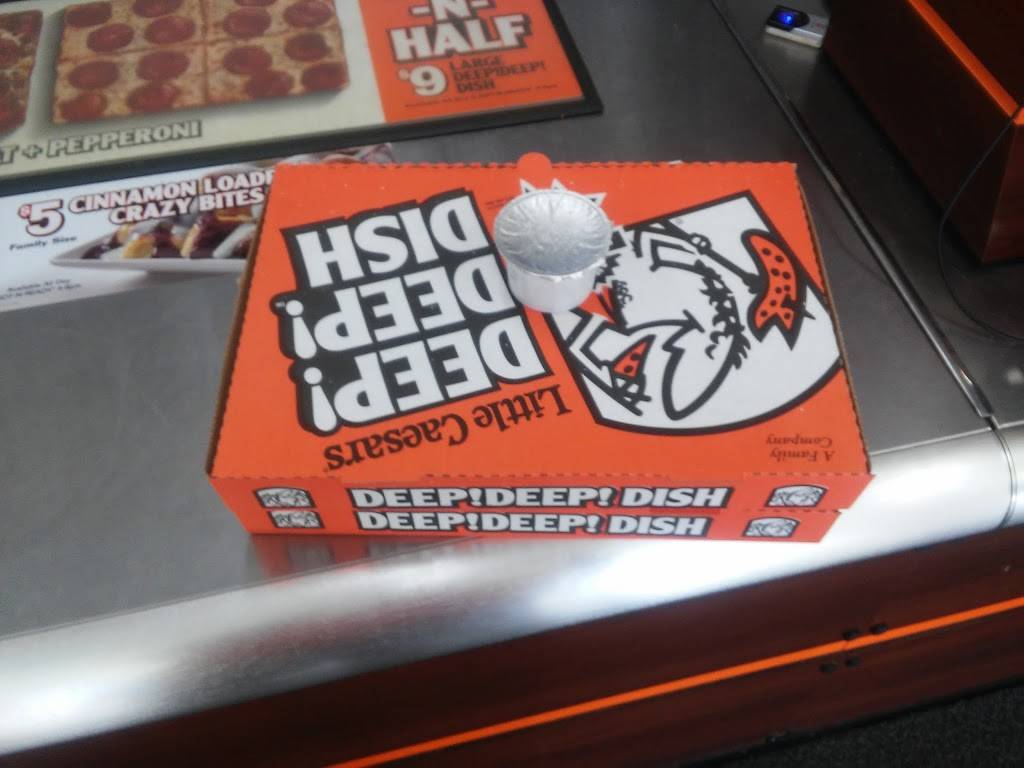 -N-
HALF
$9 LARGE
DEEP!DEEP!
DISH
T + PEPPERONI
$5 CINNAMON LOADE
CRAZY BITES
Family Size
Little Caesars
DEEP!
DEEP!
DISH
A Family
Company
DEEP!DEEP! DISH
DEEP!DEEP! DISH